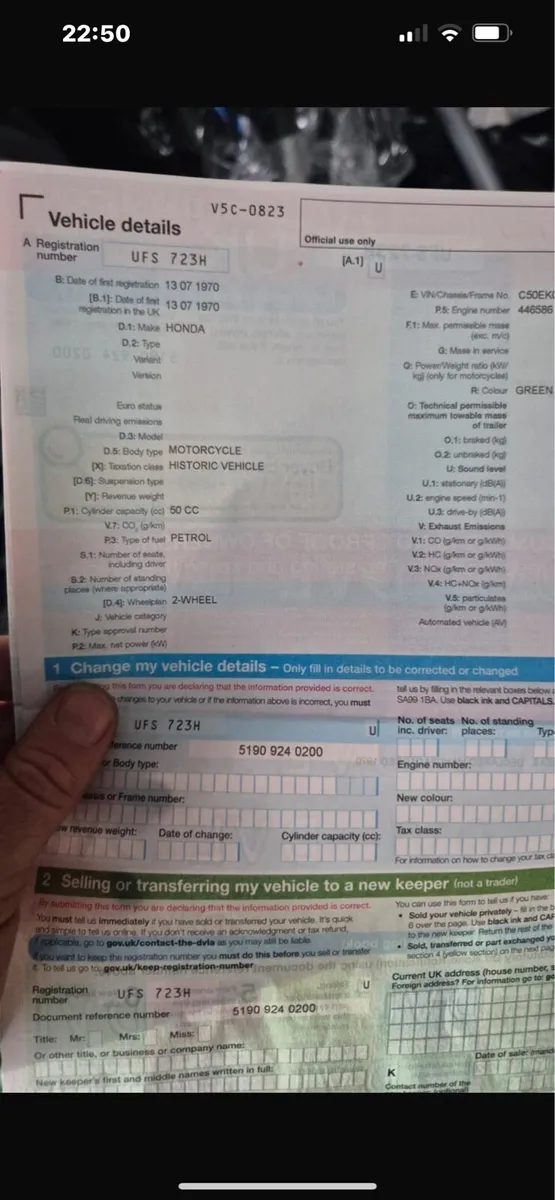 22:50
V5C-0823
Vehicle details
Official use only
A Registration number UFS 723H
[A.1] U
B: Date of first registration 13 07 1970
[B.1]: Date of first registration in the UK 13 07 1970
D.1: Make HONDA
D.2: Type
Variant
Version
Euro status
Real driving emissions
D.3: Model
D.5: Body type MOTORCYCLE
[X]: Taxation class HISTORIC VEHICLE
[D.6]: Suspension type
[Y]: Revenue weight
P.1: Cylinder capacity (cc) 50 CC
V.7: CO2 (g/km)
P.3: Type of fuel PETROL
S.1: Number of seats, including driver
S.2: Number of standing places (where appropriate)
[D.4]: Wheelplan 2-WHEEL
J: Vehicle category
K: Type approval number
P.2: Max. net power (kW)
E: VIN/Chassis/Frame No. C50EK
P.5: Engine number 446586
F.1: Max. permissible mass (exc. m/c)
G: Mass in service
Q: Power/Weight ratio (kW/kg) (only for motorcycles)
R: Colour GREEN
O: Technical permissible maximum towable mass of trailer
O.1: braked (kg)
O.2: unbraked (kg)
U: Sound level
U.1: stationary (dB(A))
U.2: engine speed (min-1)
U.3: drive-by (dB(A))
V: Exhaust Emissions
V.1: CO (g/km or g/kWh)
V.2: HC (g/km or g/kWh)
V.3: NOx (g/km or g/kWh)
V.4: HC+NOx (g/km)
V.5: particulates (g/km or g/kWh)
Automated vehicle (AV)
1 Change my vehicle details – Only fill in details to be corrected or changed
this form you are declaring that the information provided is correct.
changes to your vehicle or if the information above is incorrect, you must
tell us by filling in the relevant boxes below
SA99 1BA. Use black ink and CAPITALS.
UFS 723H U
reference number 5190 924 0200
or Body type:
or Frame number:
revenue weight: Date of change: Cylinder capacity (cc):
No. of seats inc. driver: No. of standing places: Typ
Engine number:
New colour:
Tax class:
For information on how to change your tax
2 Selling or transferring my vehicle to a new keeper (not a trader)
By submitting this form you are declaring that the information provided is correct.
You must tell us immediately if you have sold or transferred your vehicle. It's quick
and simple to tell us online. If you don't receive an acknowledgment or tax refund,
if applicable, go to gov.uk/contact-the-dvla as you may still be liable.
If you want to keep the registration number you must do this before you sell or transfer
it. To tell us go to: gov.uk/keep-registration-number
Registration number UFS 723H U
Document reference number 5190 924 0200
Title: Mr: Mrs: Miss:
Or other title, or business or company name:
New keeper's first and middle names written in full:
You can use this form to tell us if you have:
• Sold your vehicle privately – fill in the
6 over the page. Use black ink and CA
to the new keeper. Return the rest of the
• Sold, transferred or part exchanged yo
section 4 (yellow section) on the next pag
Current UK address (house number,
Foreign address? For information go to:
Date of sale:
K
Contact number of the